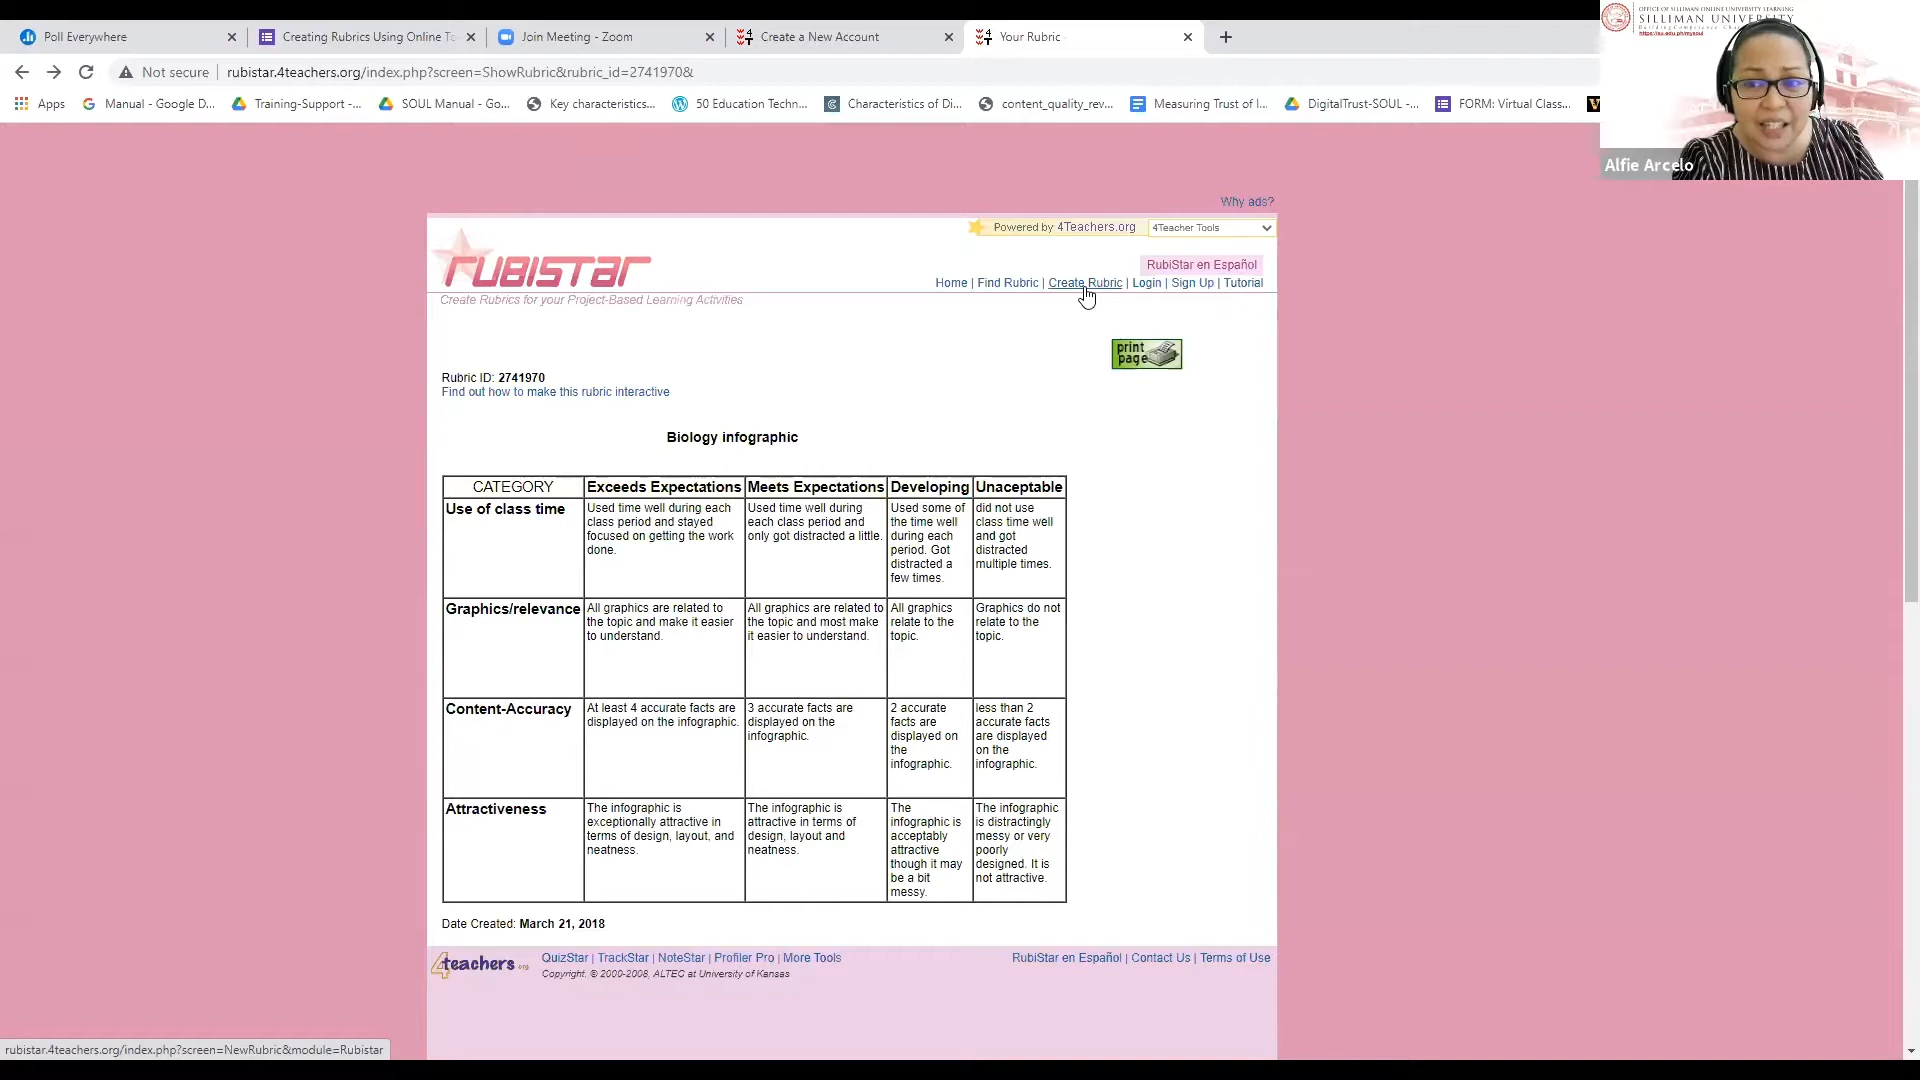 Poll Everywhere
Creating Rubrics Using Online To
Join Meeting - Zoom
Create a New Account
Your Rubric
OFFICE OF SILLIMAN ONLINE UNIVERSITY LEARNING
SILLIMAN UNIVERSITY
https://su.edu.ph/mysoul
Not secure
rubistar.4teachers.org/index.php?screen=ShowRubric&rubric_id=2741970&
Apps
Manual - Google D...
Training-Support -...
SOUL Manual - Go...
Key characteristics...
50 Education Techn...
Characteristics of Di...
content_quality_rev...
Measuring Trust of I...
DigitalTrust-SOUL -...
FORM: Virtual Class...
Alfie Arcelo
Why ads?
Powered by 4Teachers.org
4Teacher Tools
RUBISTAR
RubiStar en Español
Home | Find Rubric | Create Rubric | Login | Sign Up | Tutorial
Create Rubrics for your Project-Based Learning Activities
print
page
Rubric ID: 2741970
Find out how to make this rubric interactive
Biology infographic
CATEGORY
Exceeds Expectations
Meets Expectations
Developing
Unaceptable
Use of class time
Used time well during each
class period and stayed
focused on getting the work
done.
Used time well during
each class period and
only got distracted a little.
Used some of
the time well
during each
period. Got
distracted a
few times.
did not use
class time well
and got
distracted
multiple times.
Graphics/relevance
All graphics are related to
the topic and make it easier
to understand.
All graphics are related to
the topic and most make
it easier to understand.
All graphics
relate to the
topic.
Graphics do not
relate to the
topic.
Content-Accuracy
At least 4 accurate facts are
displayed on the infographic.
3 accurate facts are
displayed on the
infographic.
2 accurate
facts are
displayed on
the
infographic.
less than 2
accurate facts
are displayed
on the
infographic.
Attractiveness
The infographic is
exceptionally attractive in
terms of design, layout, and
neatness.
The infographic is
attractive in terms of
design, layout and
neatness.
The
infographic is
acceptably
attractive
though it may
be a bit
messy.
The infographic
is distractingly
messy or very
poorly
designed. It is
not attractive.
Date Created: March 21, 2018
4teachers.org
QuizStar | TrackStar | NoteStar | Profiler Pro | More Tools
Copyright © 2000-2008, ALTEC at University of Kansas
RubiStar en Español | Contact Us | Terms of Use
rubistar.4teachers.org/index.php?screen=NewRubric&module=Rubistar